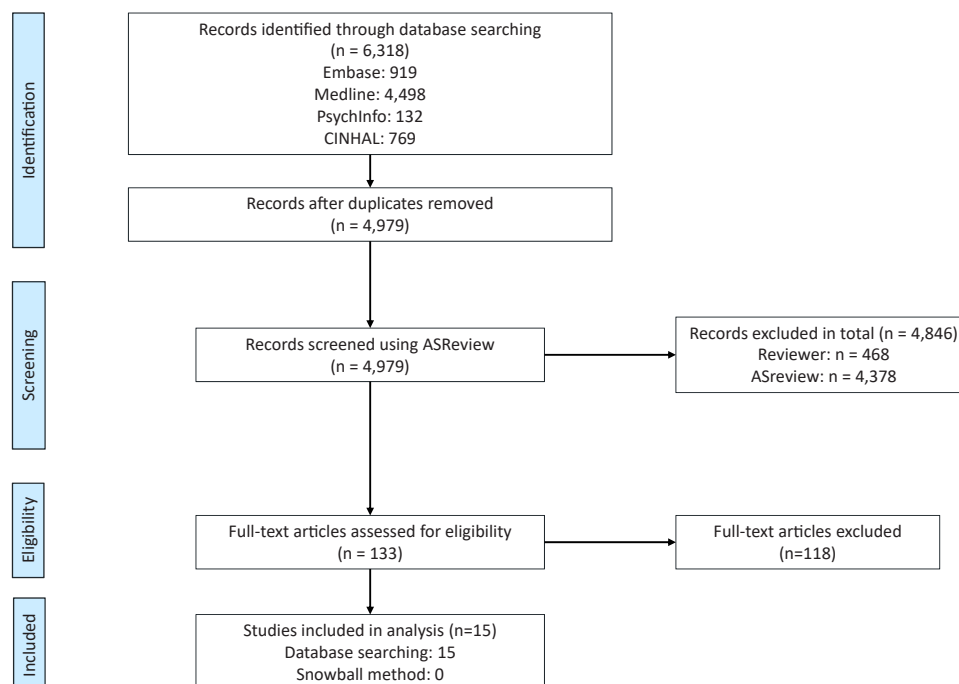 Identification
Records identified through database searching
(n = 6,318)
Embase: 919
Medline: 4,498
PsychInfo: 132
CINHAL: 769
Records after duplicates removed
(n = 4,979)
Screening
Records screened using ASReview
(n = 4,979)
Records excluded in total (n = 4,846)
Reviewer: n = 468
ASreview: n = 4,378
Eligibility
Full-text articles assessed for eligibility
(n = 133)
Full-text articles excluded
(n=118)
Included
Studies included in analysis (n=15)
Database searching: 15
Snowball method: 0